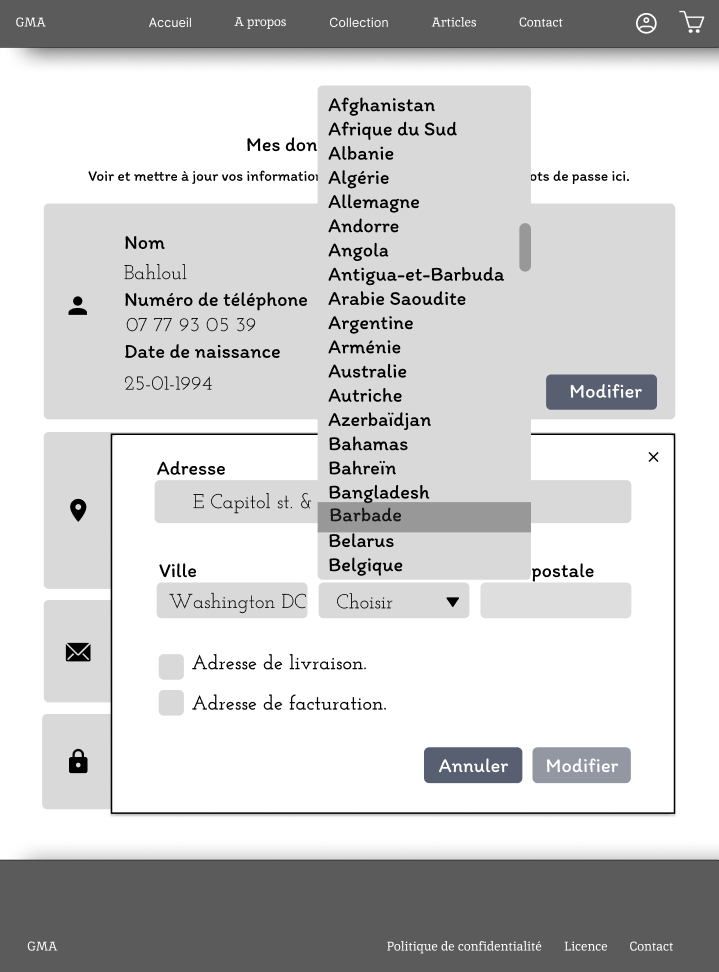 GMA Accueil A propos Collection Articles Contact
Mes don
Voir et mettre à jour vos information ots de passe ici.
Nom
Bahloul
Numéro de téléphone
07 77 93 05 39
Date de naissance
25-01-1994
Modifier
Afghanistan
Afrique du Sud
Albanie
Algérie
Allemagne
Andorre
Angola
Antigua-et-Barbuda
Arabie Saoudite
Argentine
Arménie
Australie
Autriche
Azerbaïdjan
Bahamas
Bahreïn
Bangladesh
Barbade
Belarus
Belgique
Adresse
E Capitol st. &
Ville postale
Washington DC Choisir
Adresse de livraison.
Adresse de facturation.
Annuler Modifier
GMA Politique de confidentialité Licence Contact